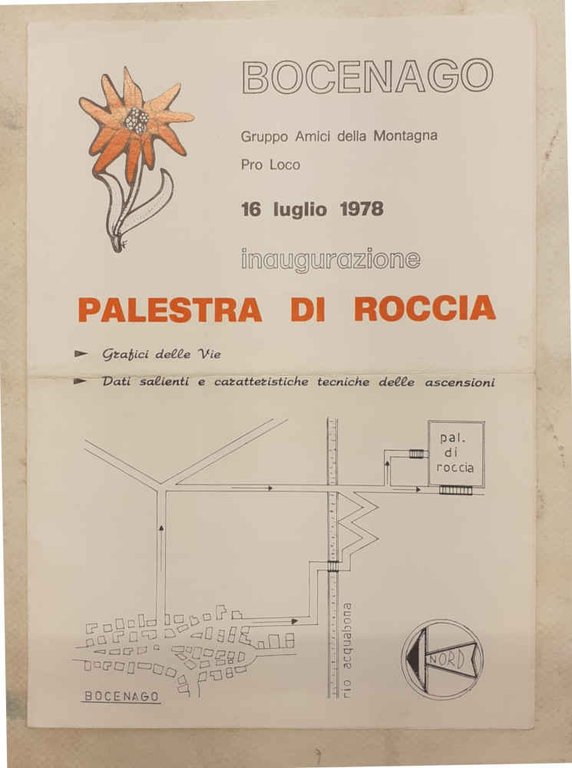 BOCENAGO
Gruppo Amici della Montagna
Pro Loco
16 luglio 1978
inaugurazione
PALESTRA DI ROCCIA
Grafici delle Vie
Dati salienti e caratteristiche tecniche delle ascensioni
pal.
di
roccia
rio acquabona
NORD
BOCENAGO